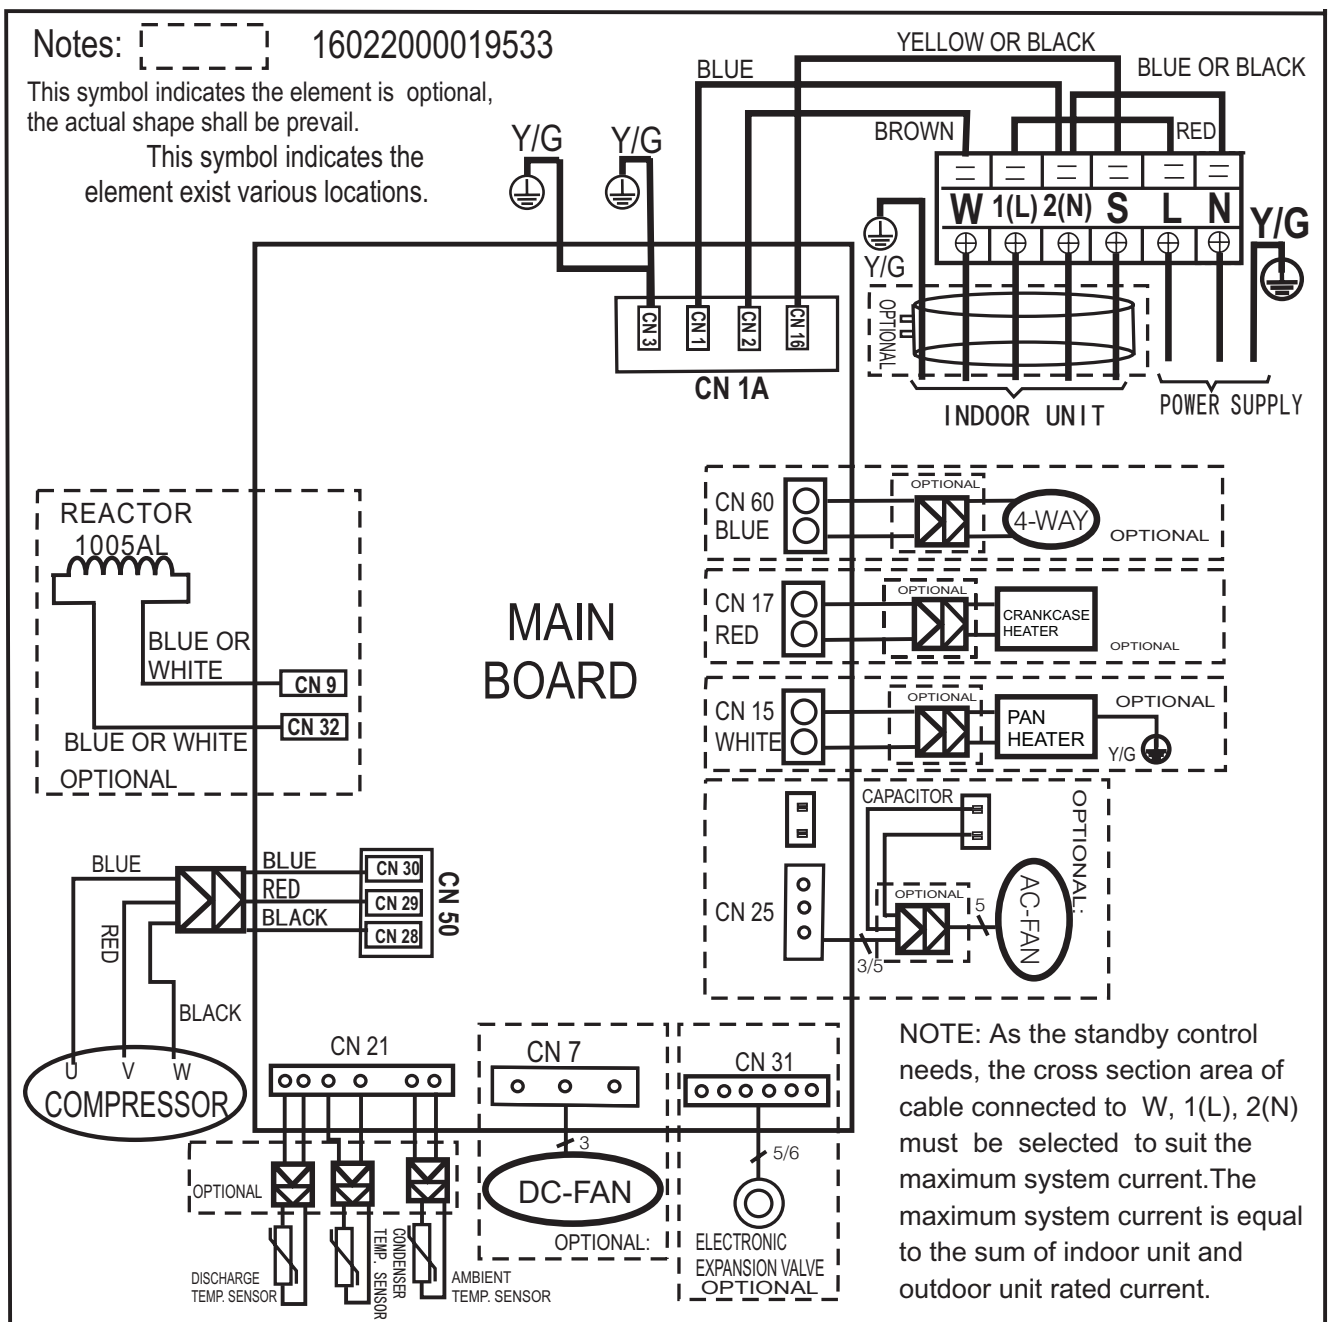 Notes: 16022000019533
This symbol indicates the element is optional,
the actual shape shall be prevail.
This symbol indicates the
element exist various locations.
YELLOW OR BLACK
BLUE
BLUE OR BLACK
BROWN
RED
Y/G
Y/G
W 1(L) 2(N) S L N
Y/G
Y/G
OPTIONAL
INDOOR UNIT
POWER SUPPLY
CN 3
CN 1
CN 2
CN 16
CN 1A
REACTOR
1005AL
BLUE OR
WHITE
CN 9
CN 32
BLUE OR WHITE
OPTIONAL
MAIN
BOARD
CN 60
BLUE
OPTIONAL
4-WAY
OPTIONAL
CN 17
RED
OPTIONAL
CRANKCASE
HEATER
OPTIONAL
CN 15
WHITE
OPTIONAL
PAN
HEATER
OPTIONAL
Y/G
CAPACITOR
OPTIONAL:
CN 25
OPTIONAL
5
3/5
AC-FAN
BLUE
RED
BLACK
BLUE
RED
BLACK
CN 30
CN 29
CN 28
CN 50
U V W
COMPRESSOR
CN 21
OPTIONAL
DISCHARGE
TEMP. SENSOR
CONDENSER
TEMP. SENSOR
AMBIENT
TEMP. SENSOR
CN 7
3
DC-FAN
OPTIONAL:
CN 31
5/6
ELECTRONIC
EXPANSION VALVE
OPTIONAL
NOTE: As the standby control
needs, the cross section area of
cable connected to W, 1(L), 2(N)
must be selected to suit the
maximum system current.The
maximum system current is equal
to the sum of indoor unit and
outdoor unit rated current.